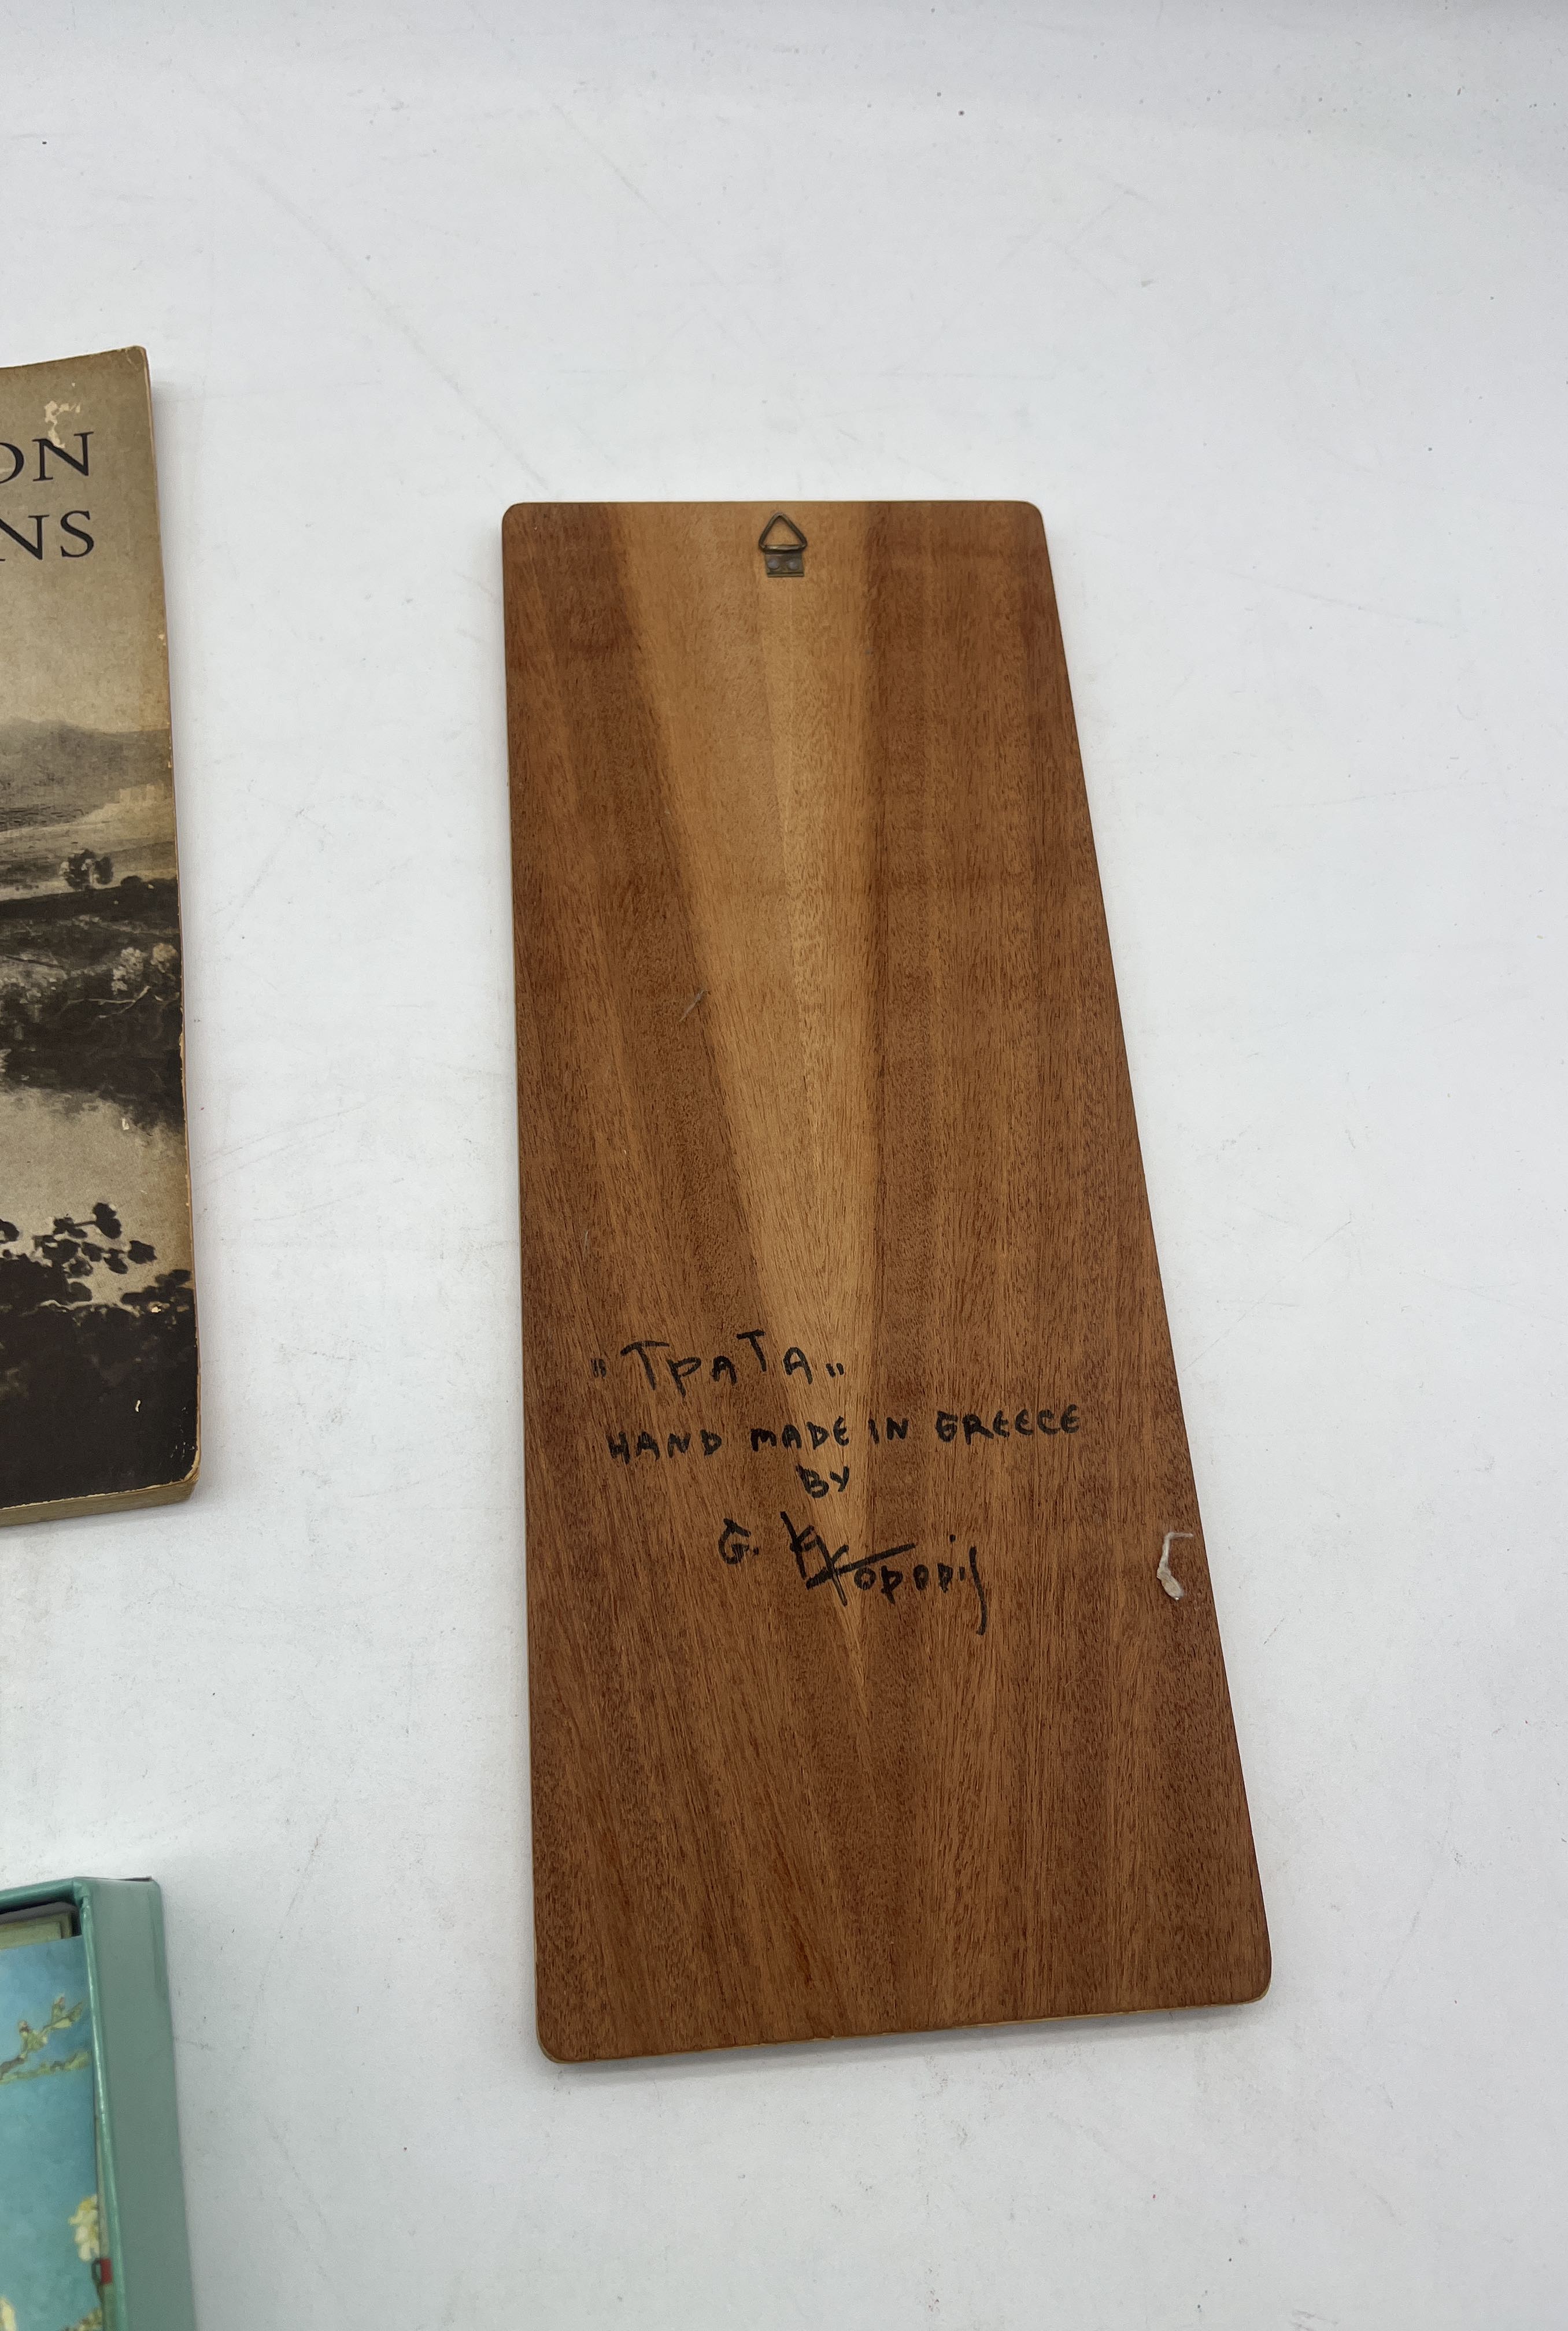 ON
NS
"ΤΡΑΤΑ"
HAND MADE IN GREECE
BY
G.